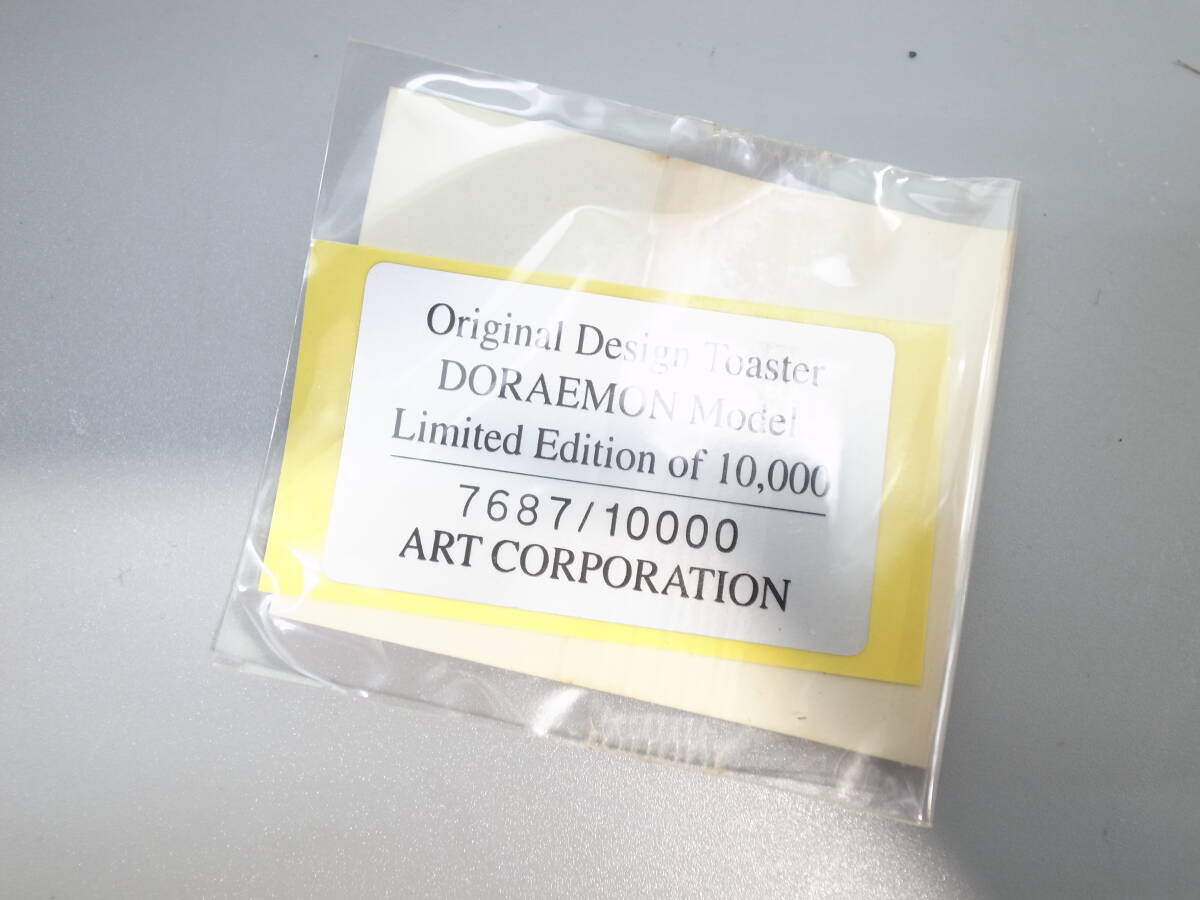 Original Design Toaster
DORAEMON Model
Limited Edition of 10,000
7687/10000
ART CORPORATION